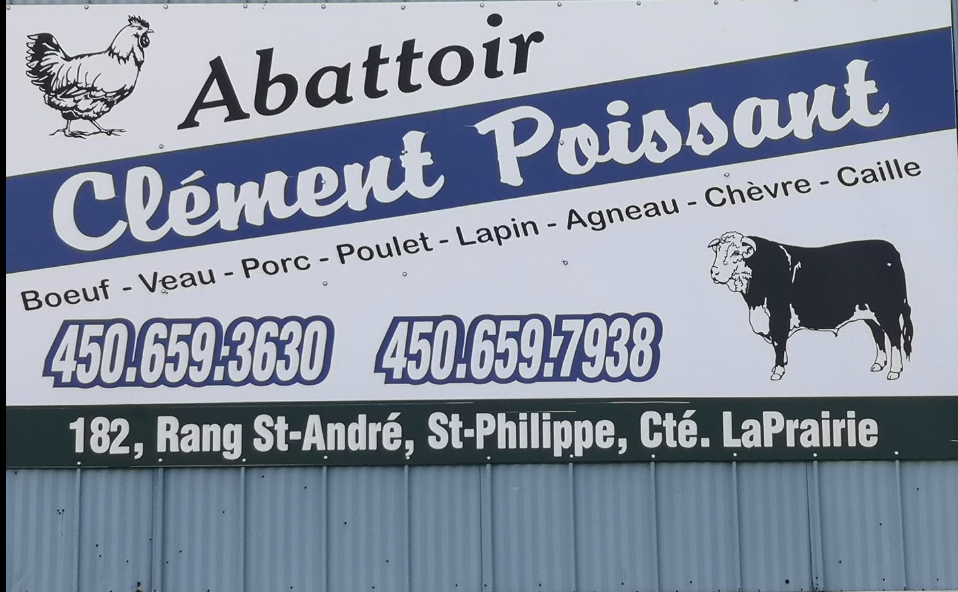 Abattoir
Clément Poissant
Boeuf - Veau - Porc - Poulet - Lapin - Agneau - Chèvre - Caille
450.659.3630 450.659.7938
182, Rang St-André, St-Philippe, Cté. LaPrairie